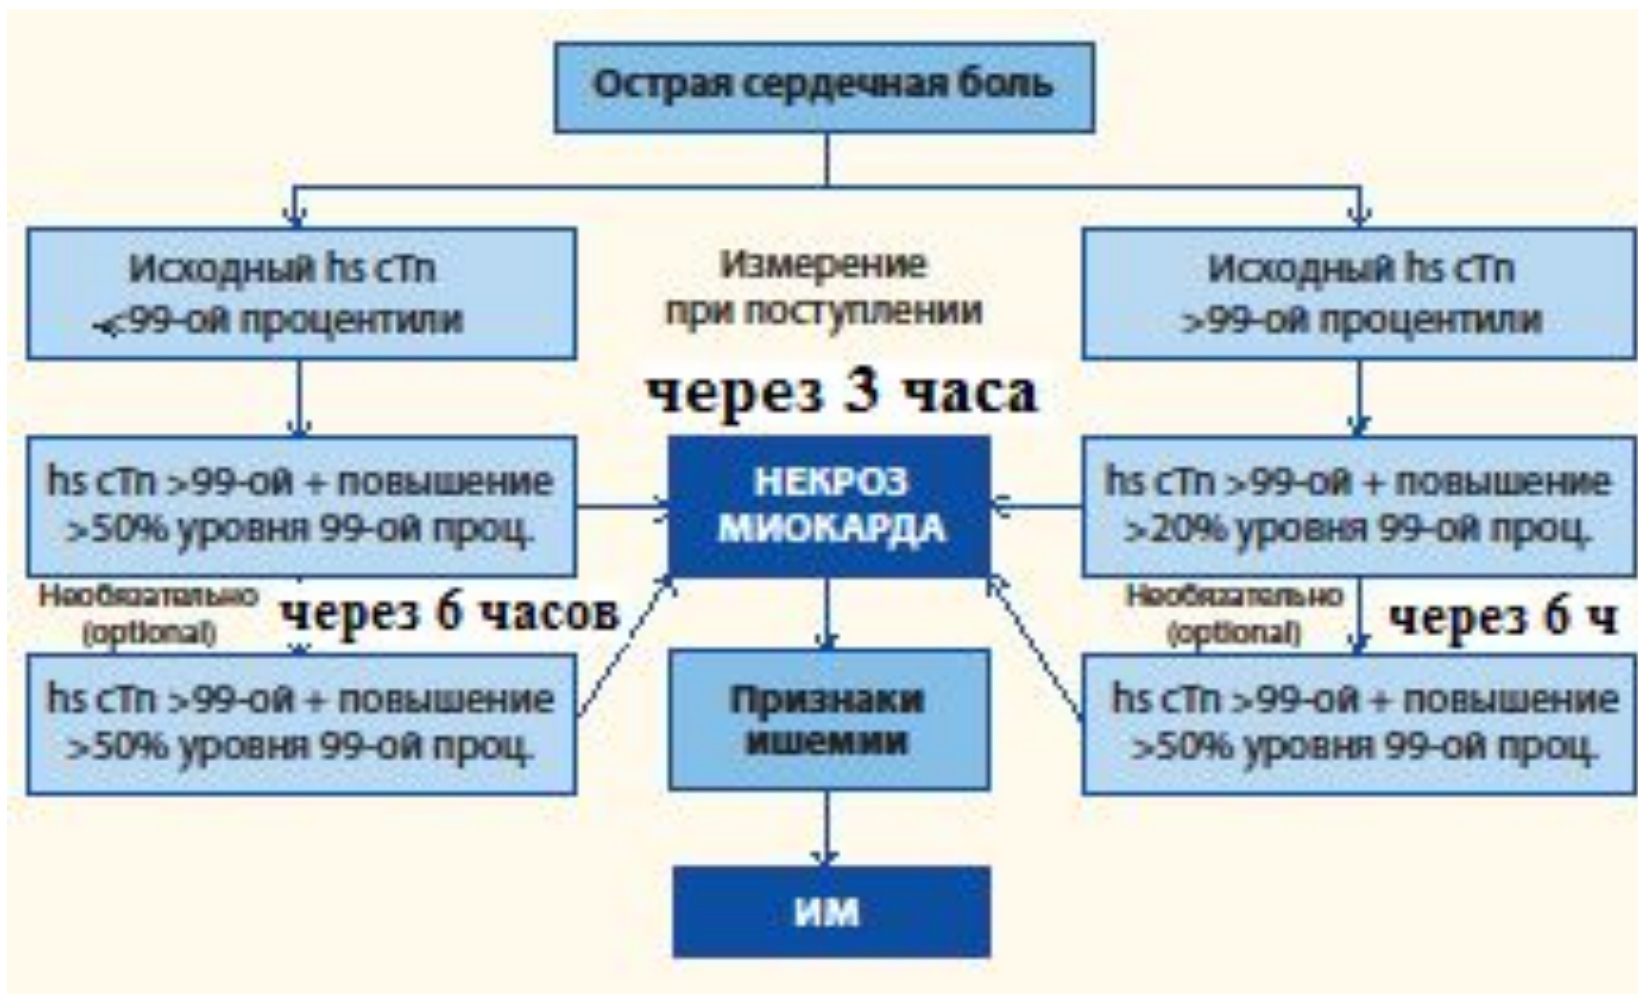 Острая сердечная боль
Исходный hs cTn
<99-ой процентили
Измерение
при поступлении
Исходный hs cTn
>99-ой процентили
через 3 часа
hs cTn >99-ой + повышение
>50% уровня 99-ой проц.
НЕКРОЗ
МИОКАРДА
hs cTn >99-ой + повышение
>20% уровня 99-ой проц.
Необязательно
(optional)
через 6 часов
Необязательно
(optional)
через 6 ч
hs cTn >99-ой + повышение
>50% уровня 99-ой проц.
Признаки
ишемии
hs cTn >99-ой + повышение
>50% уровня 99-ой проц.
ИМ